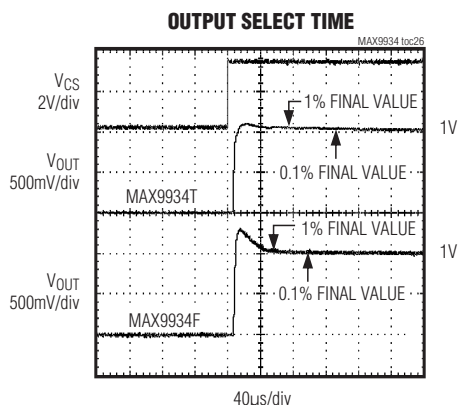 OUTPUT SELECT TIME
MAX9934 toc26
VCS
2V/div
1% FINAL VALUE
1V
VOUT
500mV/div
0.1% FINAL VALUE
MAX9934T
1% FINAL VALUE
1V
VOUT
500mV/div
0.1% FINAL VALUE
MAX9934F
40µs/div